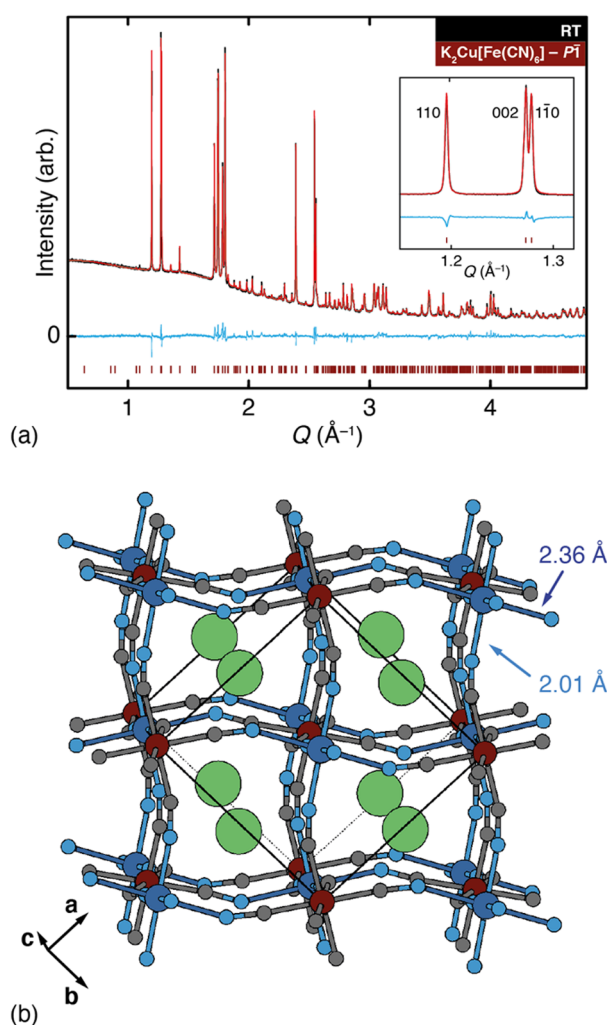 RT
K₂Cu[Fe(CN)₆] – P1̄
110
002
11̄0
1.2
1.3
Q (Å⁻¹)
Intensity (arb.)
0
1
2
3
4
Q (Å⁻¹)
(a)
2.36 Å
2.01 Å
a
c
b
(b)